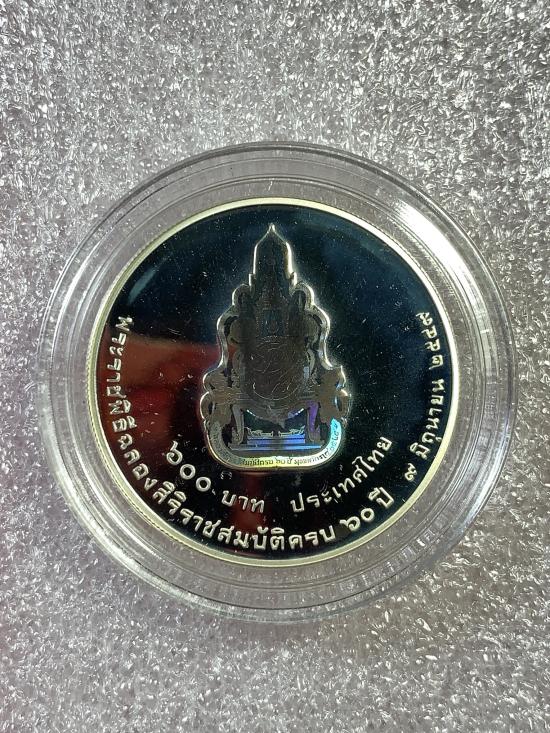 พระราชพิธีฉลองสิริราชสมบัติครบ ๖๐ ปี ๙ มิถุนายน ๒๕๔๙
๖๐๐ บาท ประเทศไทย